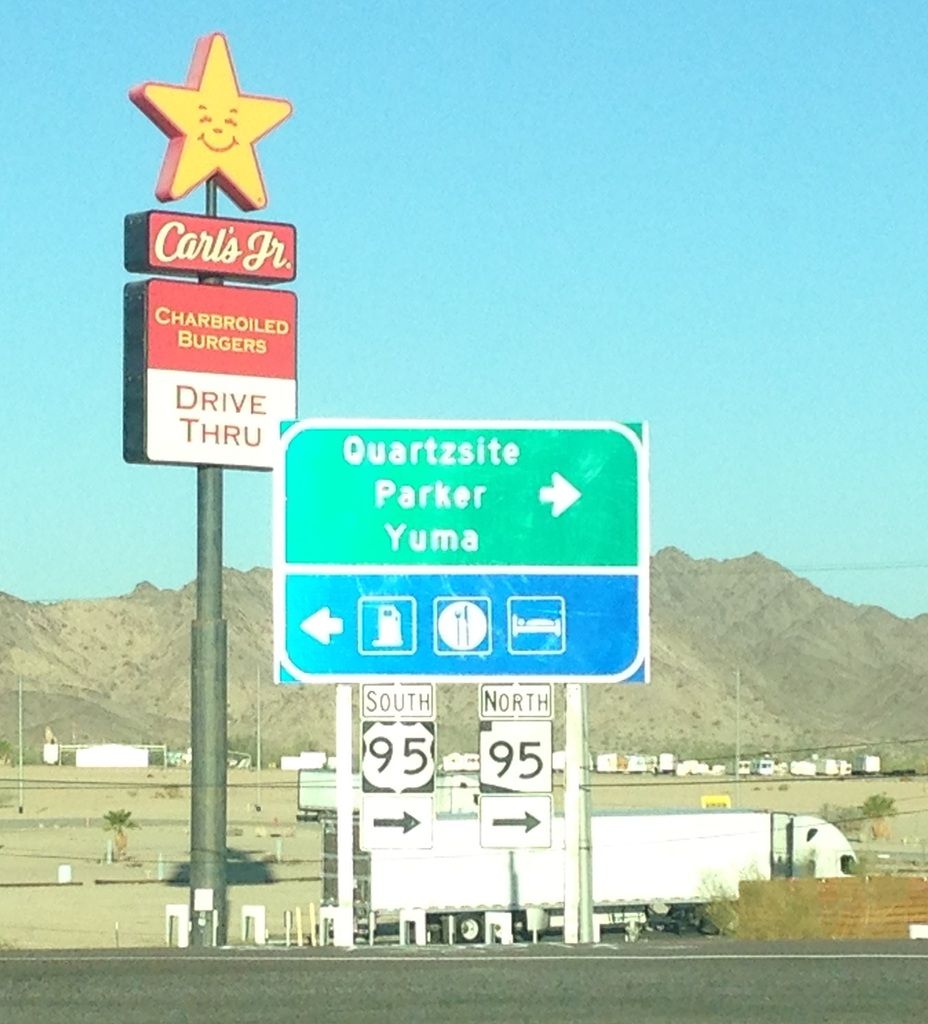 Carl's Jr.
CHARBROILED
BURGERS
DRIVE
THRU
Quartzsite
Parker
Yuma
SOUTH
NORTH
95
95